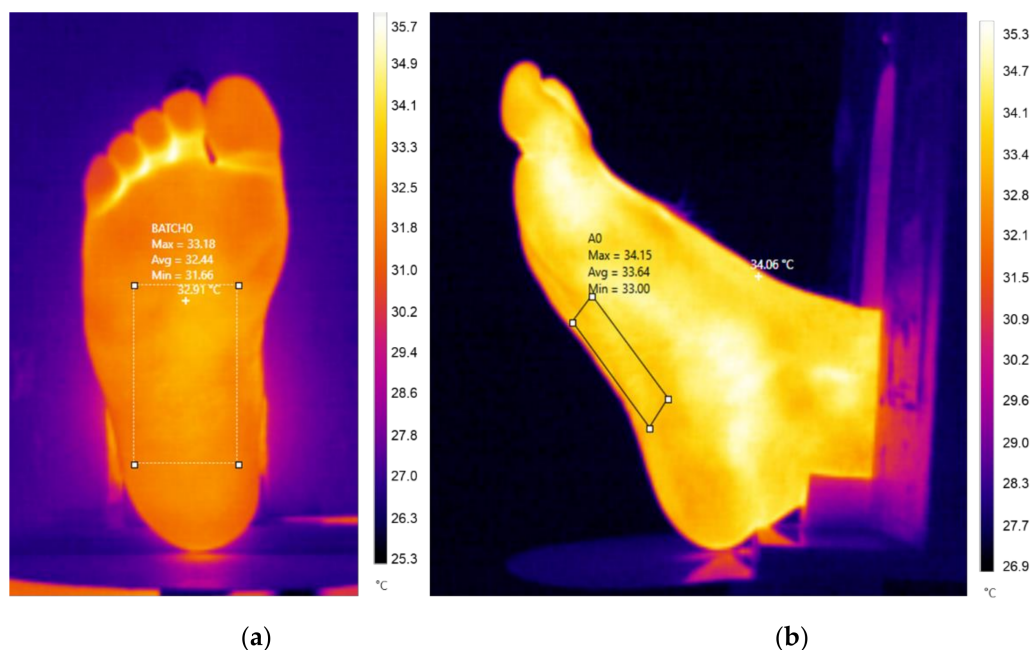 BATCH0
Max = 33.18
Avg = 32.44
Min = 31.66
32.91 °C
35.7
34.9
34.1
33.3
32.5
31.8
31.0
30.2
29.4
28.6
27.8
27.0
26.3
25.3
°C
A0
Max = 34.15
Avg = 33.64
Min = 33.00
34.06 °C
35.3
34.7
34.1
33.4
32.8
32.1
31.5
30.9
30.2
29.6
29.0
28.3
27.7
26.9
°C
(a)
(b)